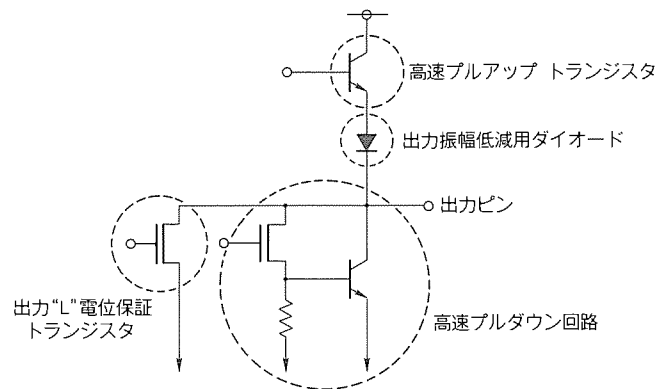 高速プルアップ トランジスタ
出力振幅低減用ダイオード
出力ピン
出力“L”電位保証
トランジスタ
高速プルダウン回路